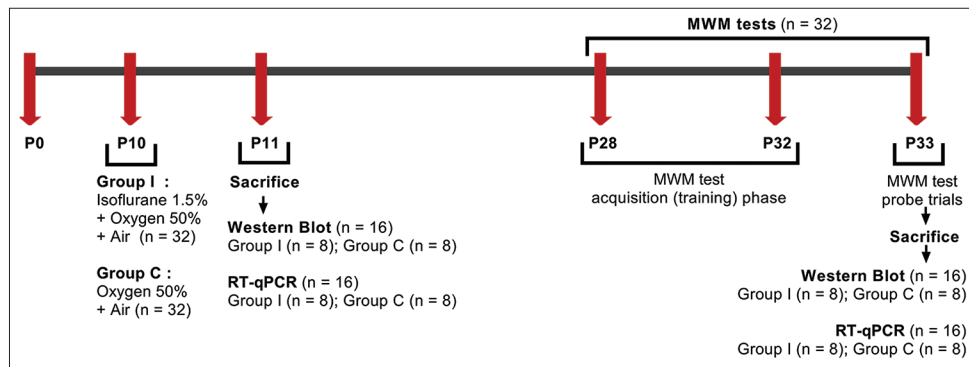 MWM tests (n = 32)
P0
P10
P11
P28
P32
P33
Group I :
Isoflurane 1.5%
+ Oxygen 50%
+ Air (n = 32)
Group C :
Oxygen 50%
+ Air (n = 32)
Sacrifice
Western Blot (n = 16)
Group I (n = 8); Group C (n = 8)
RT-qPCR (n = 16)
Group I (n = 8); Group C (n = 8)
MWM test
acquisition (training) phase
MWM test
probe trials
Sacrifice
Western Blot (n = 16)
Group I (n = 8); Group C (n = 8)
RT-qPCR (n = 16)
Group I (n = 8); Group C (n = 8)